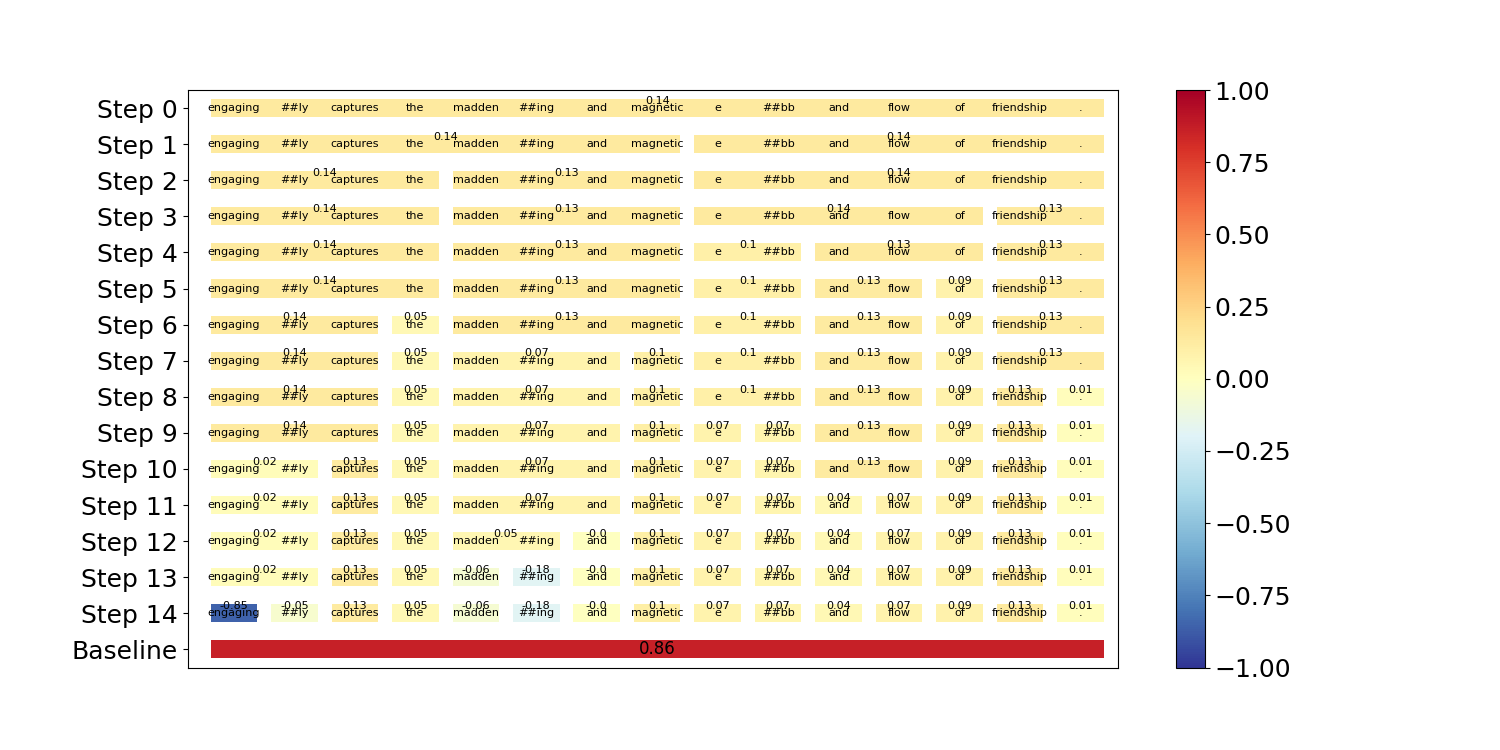 0.14
Step 0 engaging ##ly captures the madden ##ing and magnetic e ##bb and flow of friendship .
0.14 0.14
Step 1 engaging ##ly captures the madden ##ing and magnetic e ##bb and flow of friendship .
0.14 0.13 0.14
Step 2 engaging ##ly captures the madden ##ing and magnetic e ##bb and flow of friendship .
0.14 0.13 0.14 0.13
Step 3 engaging ##ly captures the madden ##ing and magnetic e ##bb and flow of friendship .
0.14 0.13 0.1 0.13 0.13
Step 4 engaging ##ly captures the madden ##ing and magnetic e ##bb and flow of friendship .
0.14 0.13 0.1 0.13 0.09 0.13
Step 5 engaging ##ly captures the madden ##ing and magnetic e ##bb and flow of friendship .
0.14 0.05 0.13 0.1 0.13 0.09 0.13
Step 6 engaging ##ly captures the madden ##ing and magnetic e ##bb and flow of friendship .
0.14 0.05 0.07 0.1 0.1 0.13 0.09 0.13
Step 7 engaging ##ly captures the madden ##ing and magnetic e ##bb and flow of friendship .
0.14 0.05 0.07 0.1 0.1 0.13 0.09 0.13 0.01
Step 8 engaging ##ly captures the madden ##ing and magnetic e ##bb and flow of friendship .
0.14 0.05 0.07 0.1 0.07 0.07 0.13 0.09 0.13 0.01
Step 9 engaging ##ly captures the madden ##ing and magnetic e ##bb and flow of friendship .
0.02 0.13 0.05 0.07 0.1 0.07 0.07 0.13 0.09 0.13 0.01
Step 10 engaging ##ly captures the madden ##ing and magnetic e ##bb and flow of friendship .
0.02 0.13 0.05 0.07 0.1 0.07 0.07 0.04 0.07 0.09 0.13 0.01
Step 11 engaging ##ly captures the madden ##ing and magnetic e ##bb and flow of friendship .
0.02 0.13 0.05 0.05 -0.0 0.1 0.07 0.07 0.04 0.07 0.09 0.13 0.01
Step 12 engaging ##ly captures the madden ##ing and magnetic e ##bb and flow of friendship .
0.02 0.13 0.05 -0.06 -0.18 -0.0 0.1 0.07 0.07 0.04 0.07 0.09 0.13 0.01
Step 13 engaging ##ly captures the madden ##ing and magnetic e ##bb and flow of friendship .
-0.85 -0.05 0.13 0.05 -0.06 -0.18 -0.0 0.1 0.07 0.07 0.04 0.07 0.09 0.13 0.01
Step 14 engaging ##ly captures the madden ##ing and magnetic e ##bb and flow of friendship .
Baseline 0.86
1.00
0.75
0.50
0.25
0.00
−0.25
−0.50
−0.75
−1.00